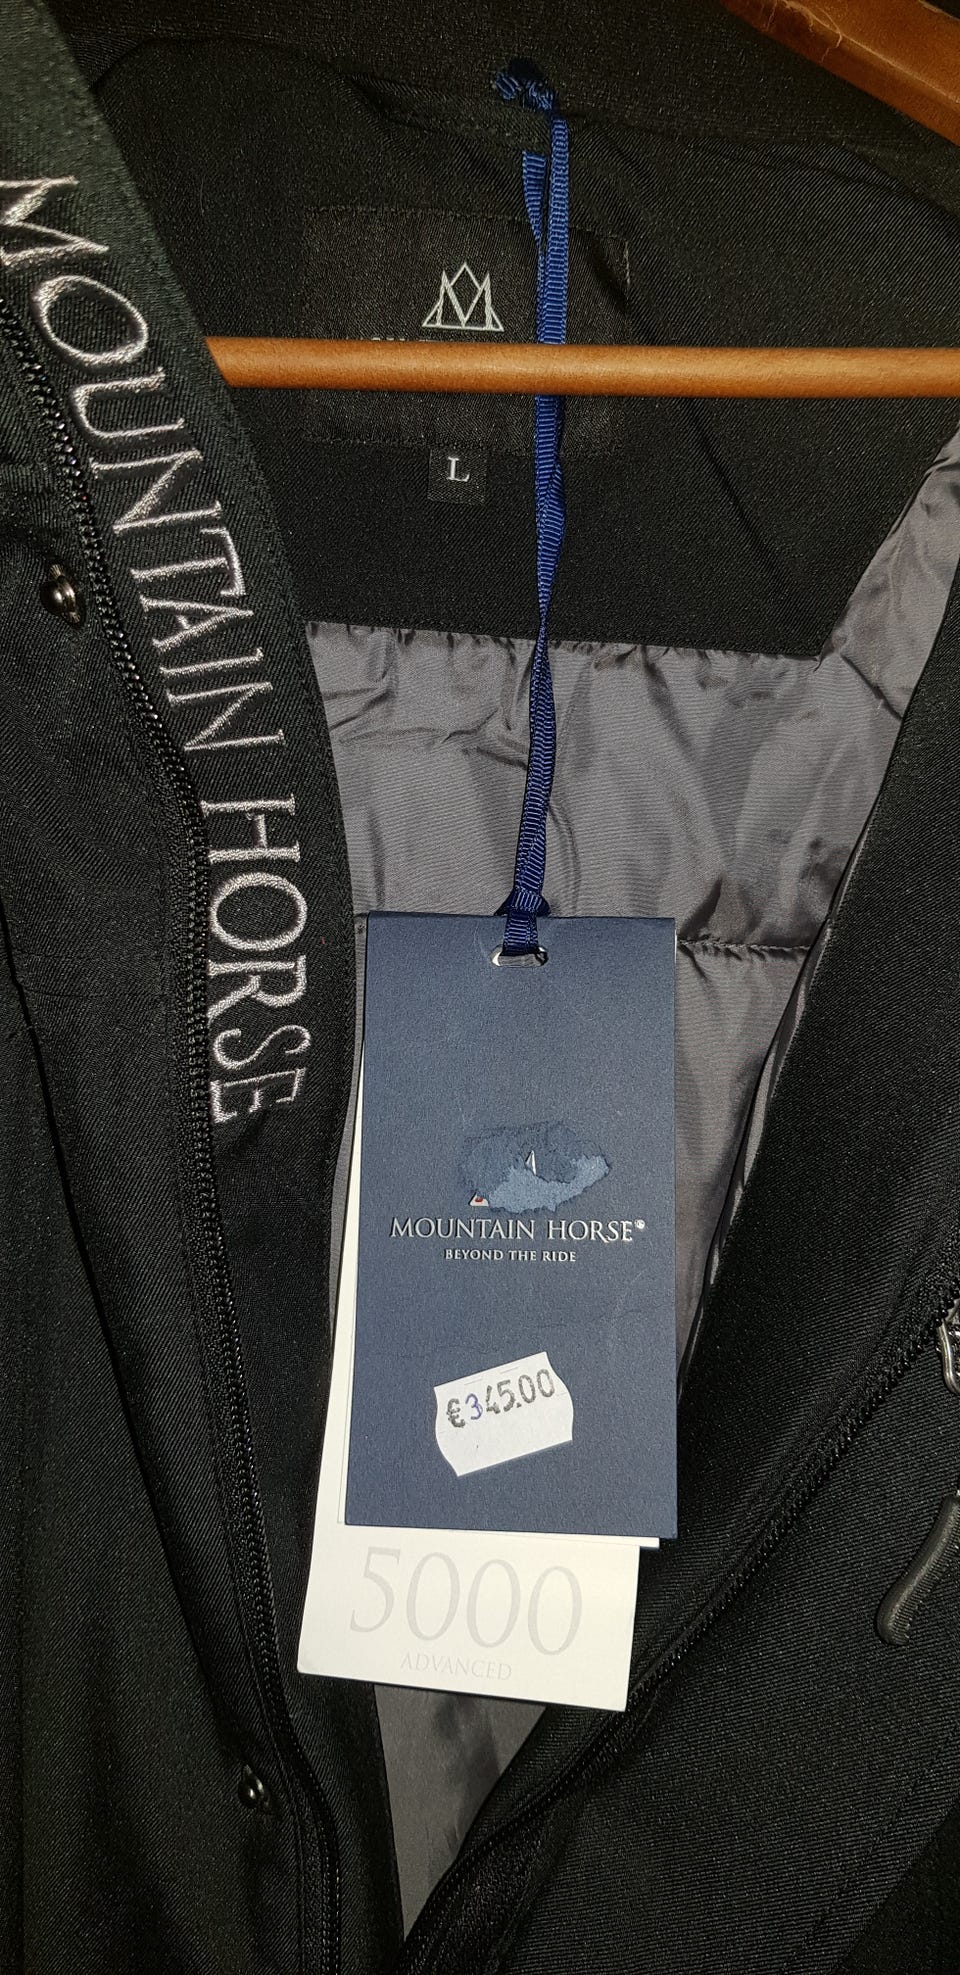 MOUNTAIN HORSE
L
MOUNTAIN HORSE®
BEYOND THE RIDE
€345.00
5000
ADVANCED